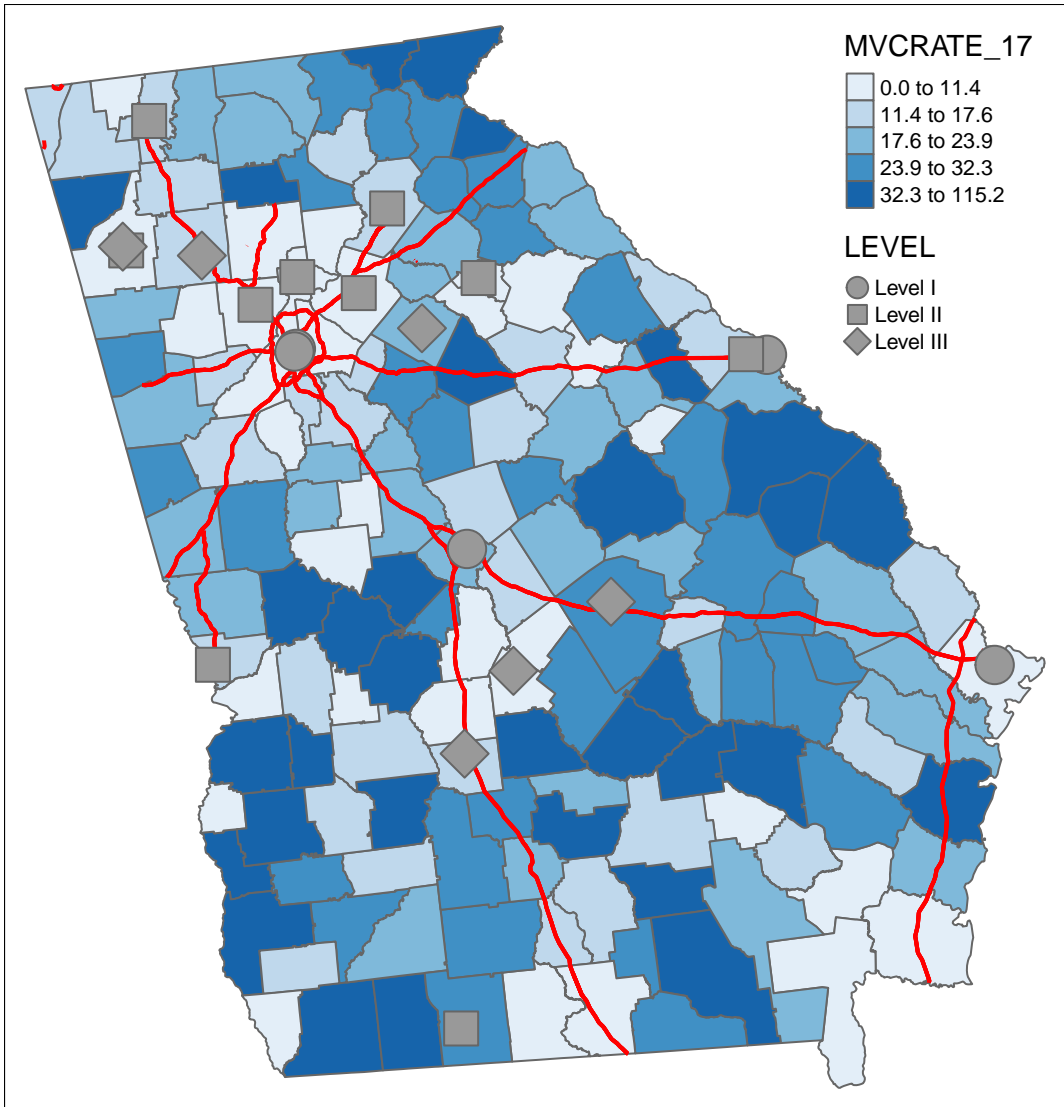 MVCRATE_17
0.0 to 11.4
11.4 to 17.6
17.6 to 23.9
23.9 to 32.3
32.3 to 115.2
LEVEL
Level I
Level II
Level III